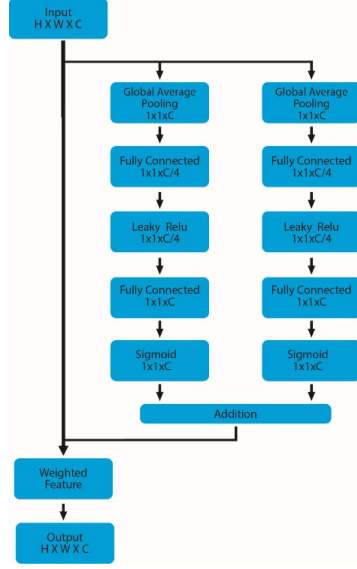 Input
H X W X C
Global Average
Pooling
1x1xC
Fully Connected
1x1xC/4
Leaky Relu
1x1xC/4
Fully Connected
1x1xC
Sigmoid
1x1xC
Global Average
Pooling
1x1xC
Fully Connected
1x1xC/4
Leaky Relu
1x1xC/4
Fully Connected
1x1xC
Sigmoid
1x1xC
Addition
Weighted
Feature
Output
H X W X C